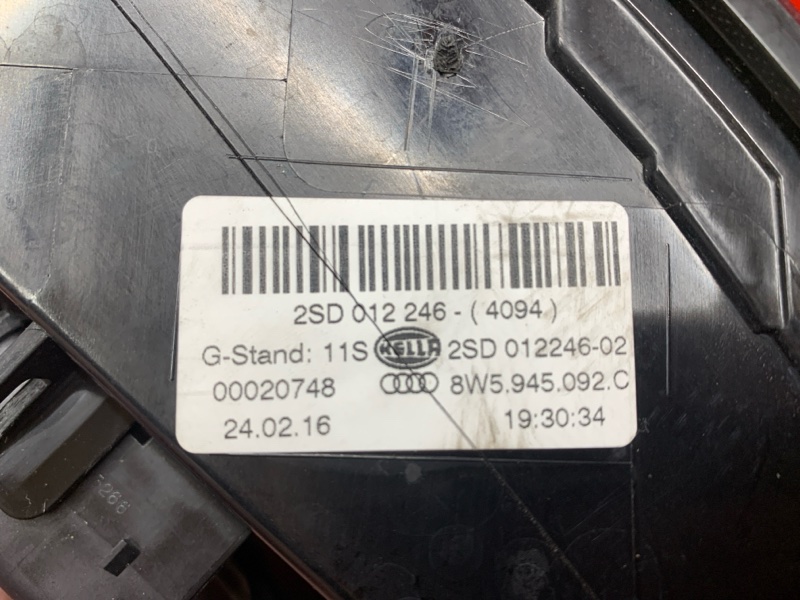 2SD 012 246 - ( 4094 )
G-Stand: 11S HELLA 2SD 012246-02
00020748 8W5.945.092.C
24.02.16 19:30:34